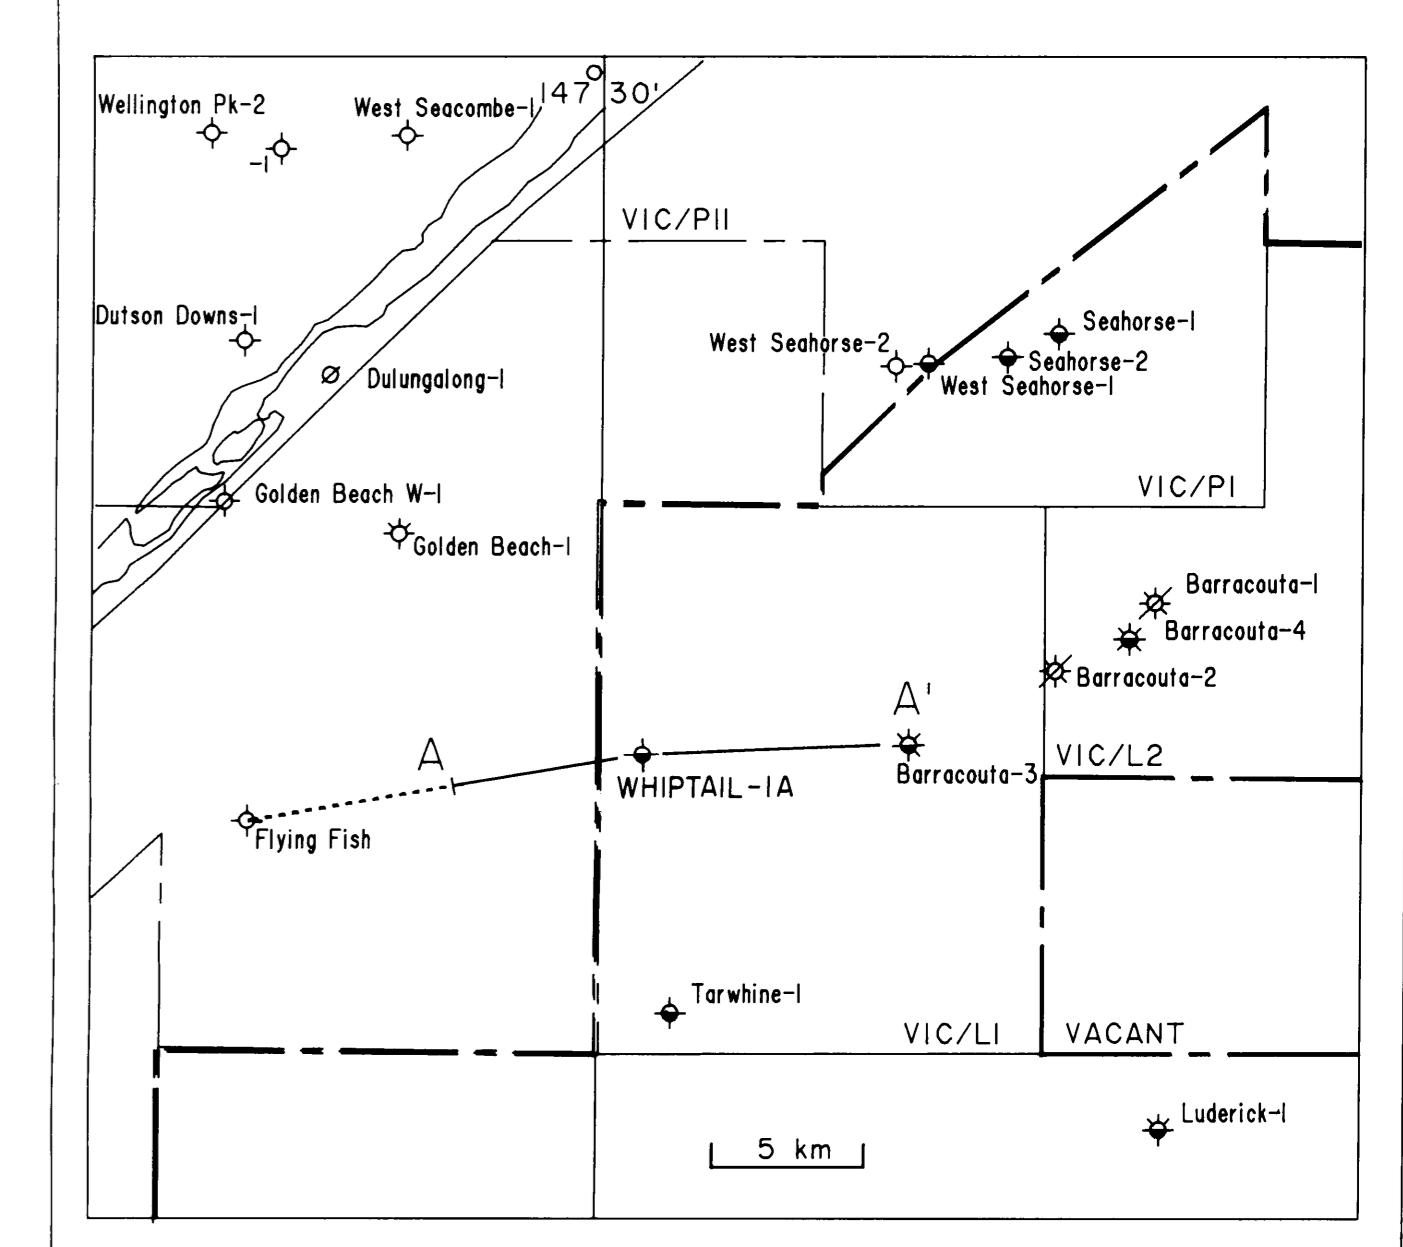 147° 30'
Wellington Pk-2
West Seacombe-1
-1
VIC/P11
Dutson Downs-1
Seahorse-1
West Seahorse-2
Seahorse-2
Dulungalong-1
West Seahorse-1
Golden Beach W-1
VIC/P1
Golden Beach-1
Barracouta-1
Barracouta-4
Barracouta-2
A'
A
VIC/L2
Barracouta-3
WHIPTAIL-1A
Flying Fish
Tarwhine-1
VIC/L1
VACANT
Luderick-1
5 km